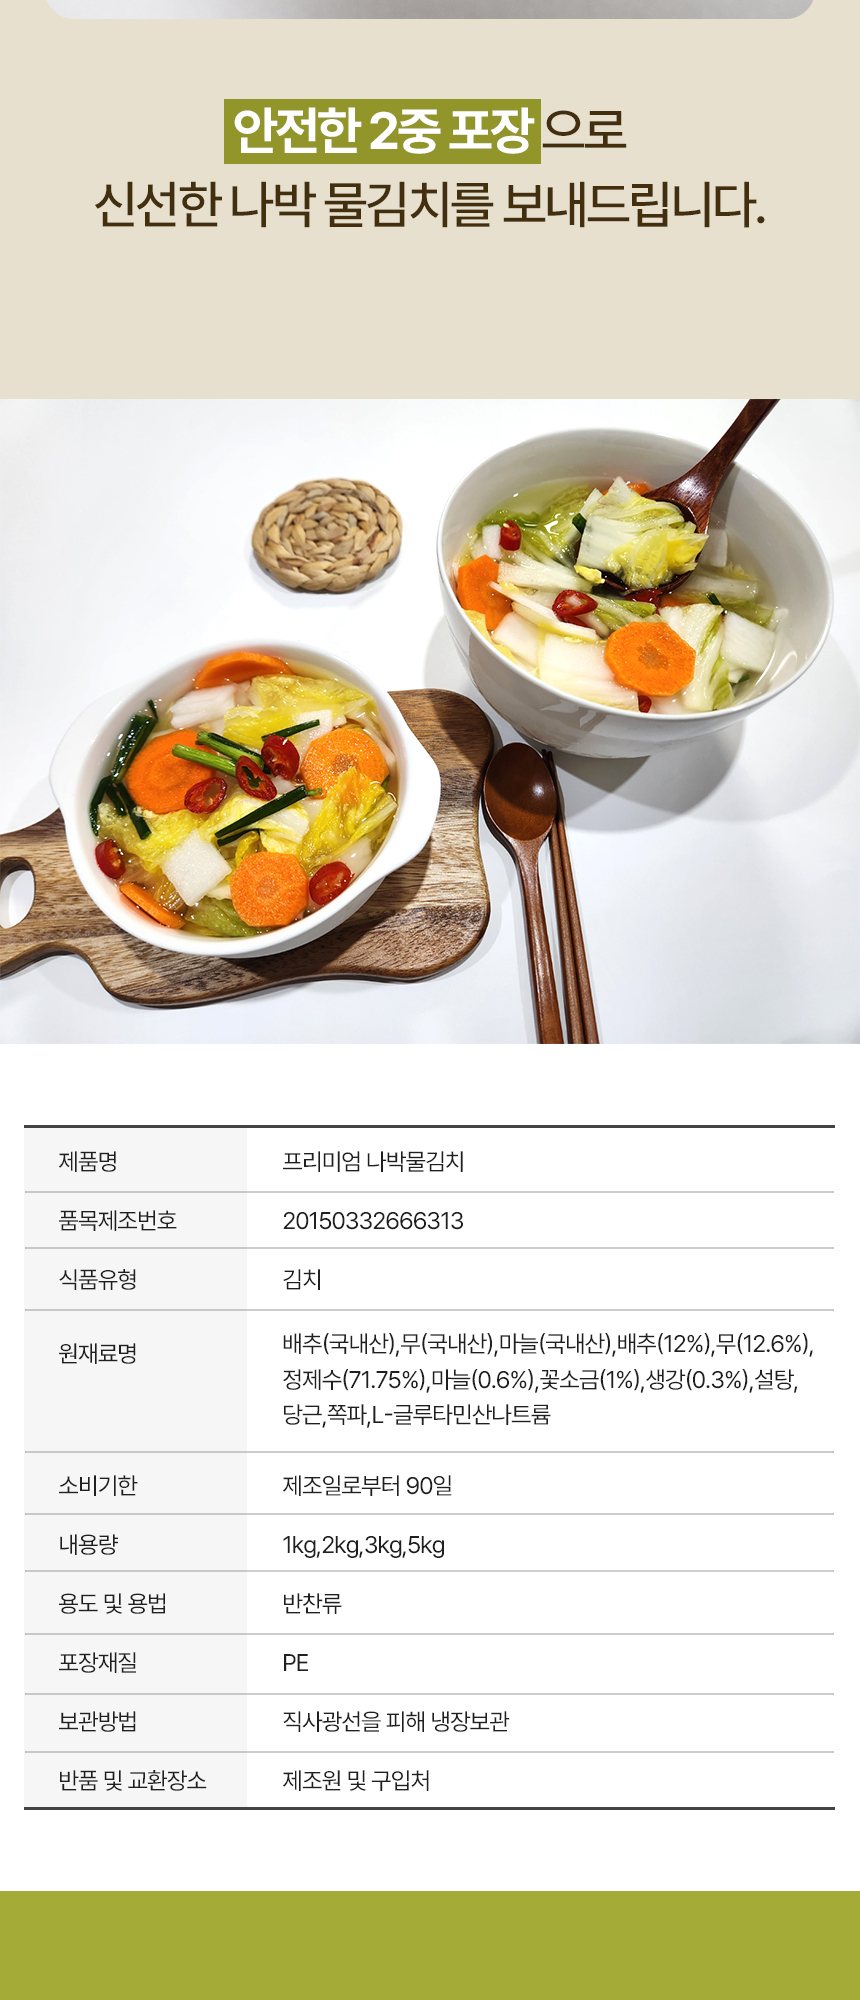 안전한 2중 포장으로
신선한 나박 물김치를 보내드립니다.
제품명 프리미엄 나박물김치
품목제조번호 20150332666313
식품유형 김치
원재료명 배추(국내산),무(국내산),마늘(국내산),배추(12%),무(12.6%),
정제수(71.75%),마늘(0.6%),꽃소금(1%),생강(0.3%),설탕,
당근,쪽파,L-글루타민산나트륨
소비기한 제조일로부터 90일
내용량 1kg,2kg,3kg,5kg
용도 및 용법 반찬류
포장재질 PE
보관방법 직사광선을 피해 냉장보관
반품 및 교환장소 제조원 및 구입처